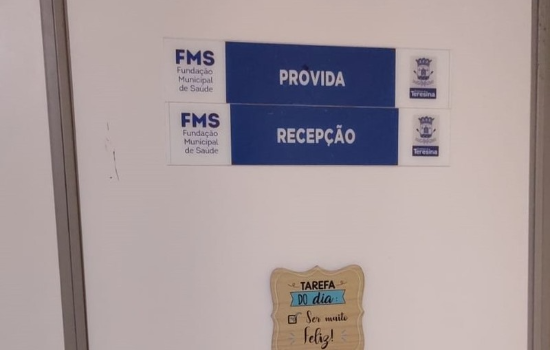 FMS
Fundação
Municipal
de Saúde
PROVIDA
Teresina
FMS
Fundação
Municipal
de Saúde
RECEPÇÃO
Teresina
TAREFA
DO dia:
Ser muito
Feliz!